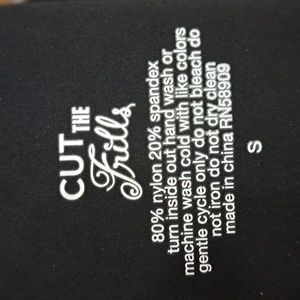 CUT
THE
Frills
80% nylon 20% spandex
turn inside out hand wash or
machine wash cold with like colors
gentle cycle only do not bleach do
not iron do not dry clean
made in china RN58909
S